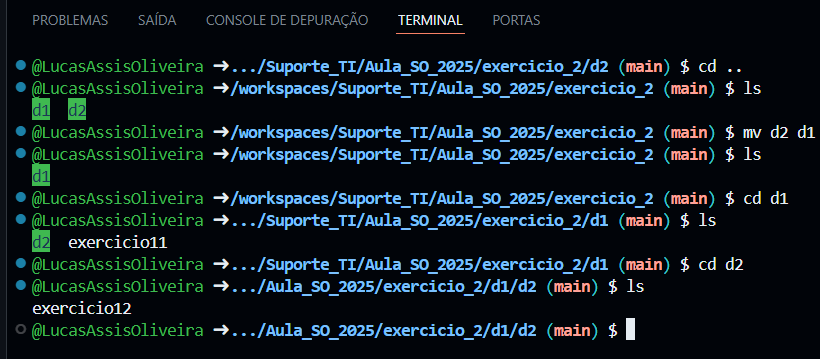 PROBLEMAS SAÍDA CONSOLE DE DEPURAÇÃO TERMINAL PORTAS
@LucasAssisOliveira ➜.../Suporte_TI/Aula_SO_2025/exercicio_2/d2 (main) $ cd ..
@LucasAssisOliveira ➜/workspaces/Suporte_TI/Aula_SO_2025/exercicio_2 (main) $ ls
d1 d2
@LucasAssisOliveira ➜/workspaces/Suporte_TI/Aula_SO_2025/exercicio_2 (main) $ mv d2 d1
@LucasAssisOliveira ➜/workspaces/Suporte_TI/Aula_SO_2025/exercicio_2 (main) $ ls
d1
@LucasAssisOliveira ➜/workspaces/Suporte_TI/Aula_SO_2025/exercicio_2 (main) $ cd d1
@LucasAssisOliveira ➜.../Suporte_TI/Aula_SO_2025/exercicio_2/d1 (main) $ ls
d2 exercicio11
@LucasAssisOliveira ➜.../Suporte_TI/Aula_SO_2025/exercicio_2/d1 (main) $ cd d2
@LucasAssisOliveira ➜.../Aula_SO_2025/exercicio_2/d1/d2 (main) $ ls
exercicio12
@LucasAssisOliveira ➜.../Aula_SO_2025/exercicio_2/d1/d2 (main) $